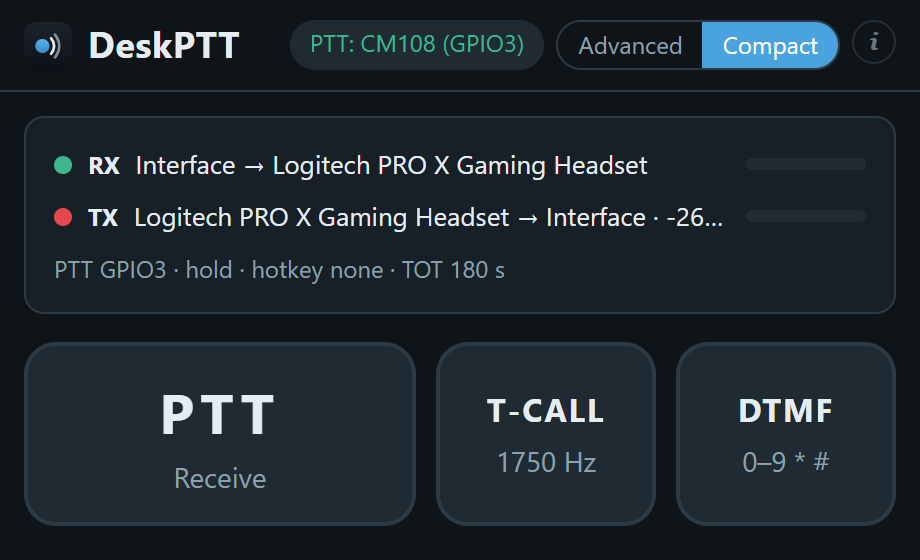 DeskPTT PTT: CM108 (GPIO3) Advanced Compact i
RX Interface → Logitech PRO X Gaming Headset
TX Logitech PRO X Gaming Headset → Interface · -26...
PTT GPIO3 · hold · hotkey none · TOT 180 s
PTT
Receive
T-CALL
1750 Hz
DTMF
0–9 * #